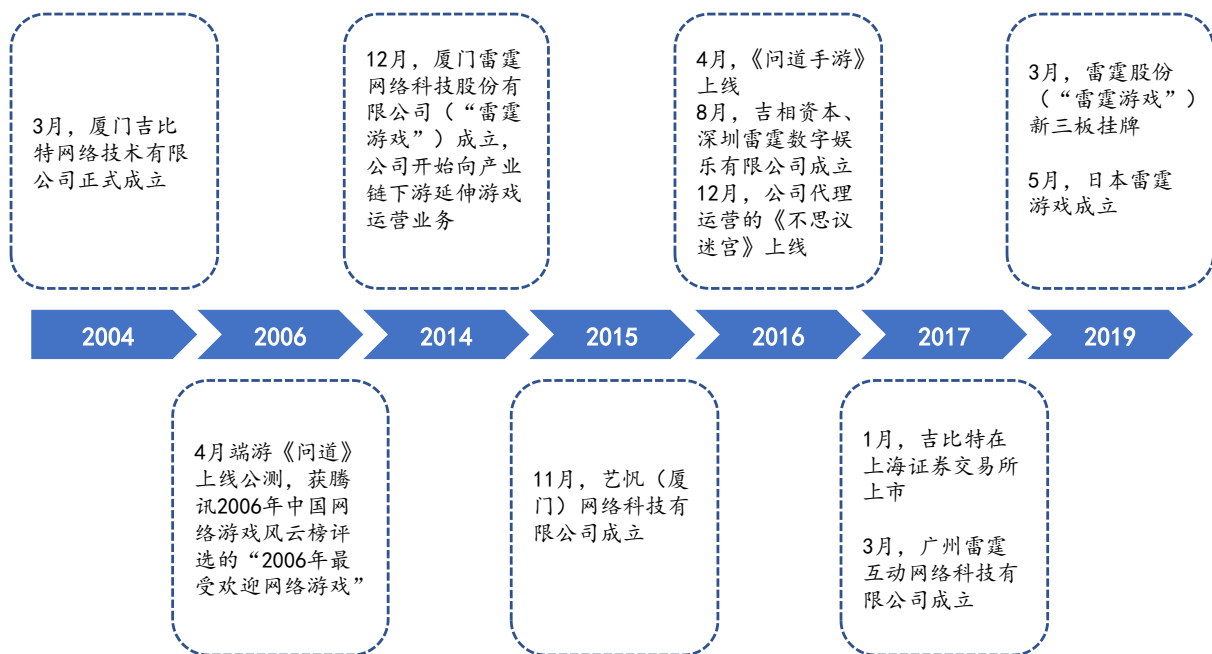 3月，厦门吉比
特网络技术有限
公司正式成立
12月，厦门雷霆
网络科技股份有
限公司（“雷霆
游戏”）成立，
公司开始向产业
链下游延伸游戏
运营业务
4月，《问道手游》
上线
8月，吉相资本、
深圳雷霆数字娱
乐有限公司成立
12月，公司代理
运营的《不思议
迷宫》上线
3月，雷霆股份
（“雷霆游戏”）
新三板挂牌
5月，日本雷霆
游戏成立
2004
2006
2014
2015
2016
2017
2019
4月端游《问道》
上线公测，获腾
讯2006年中国网
络游戏风云榜评
选的“2006年最
受欢迎网络游戏”
11月，艺忛（厦
门）网络科技有
限公司成立
1月，吉比特在
上海证券交易所
上市
3月，广州雷霆
互动网络科技有
限公司成立